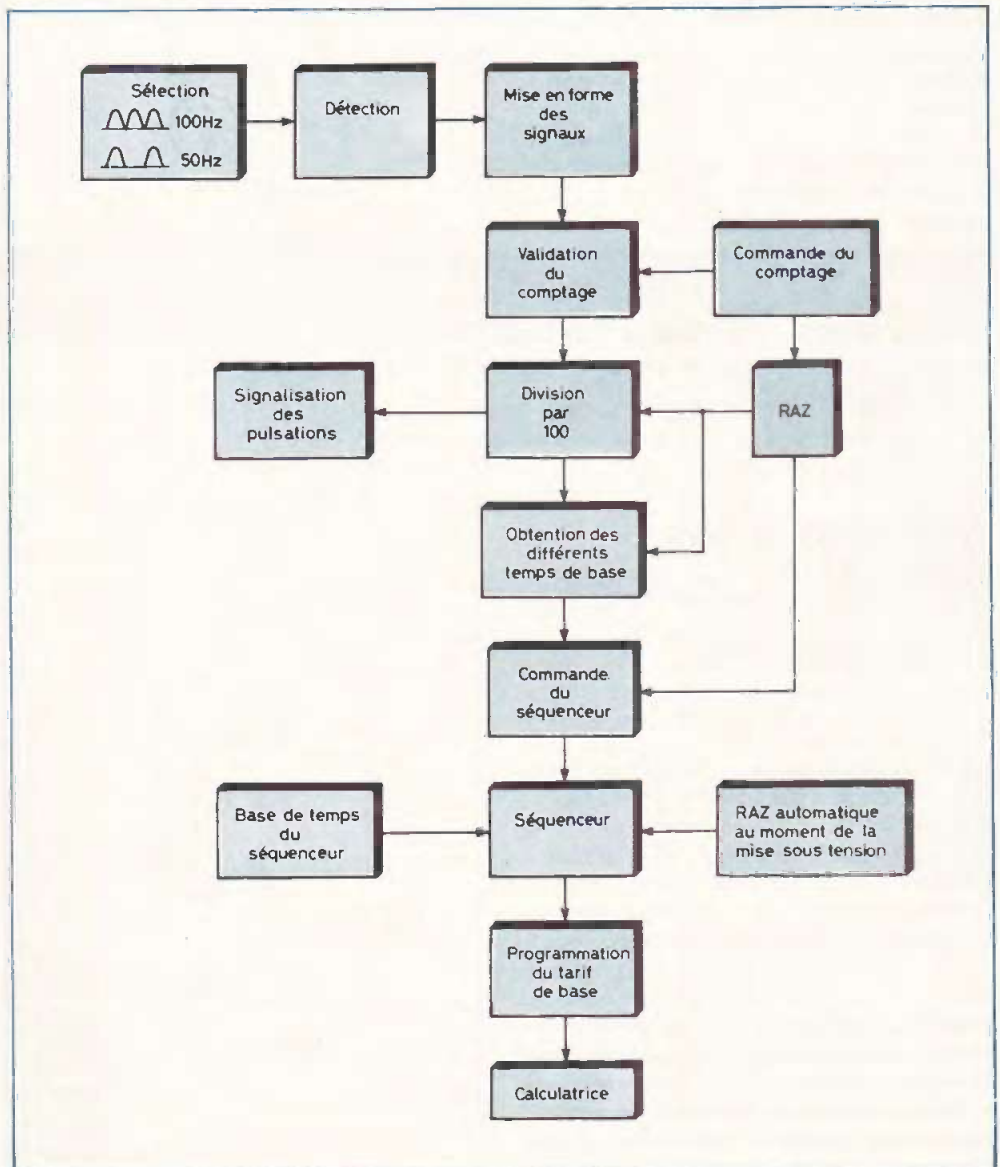 Sélection
100Hz
50Hz
Détection
Mise en forme
des
signaux
Validation
du
comptage
Commande du
comptage
Signalisation
des
pulsations
Division
par
100
RAZ
Obtention des
différents
temps de base
Commande
du
séquenceur
Base de temps
du
séquenceur
Séquenceur
RAZ automatique
au moment de la
mise sous tension
Programmation
du tarif
de base
Calculatrice